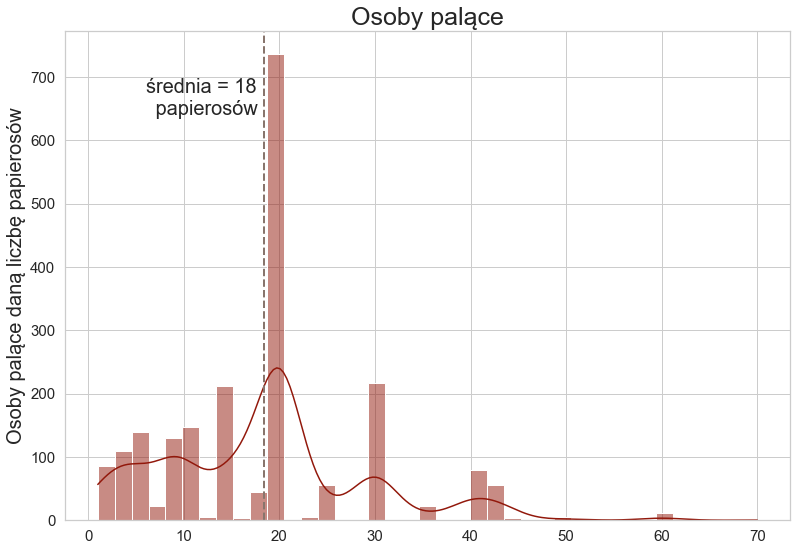 Osoby palące
średnia = 18
papierosów
Osoby palące daną liczbę papierosów
700
600
500
400
300
200
100
0
0 10 20 30 40 50 60 70